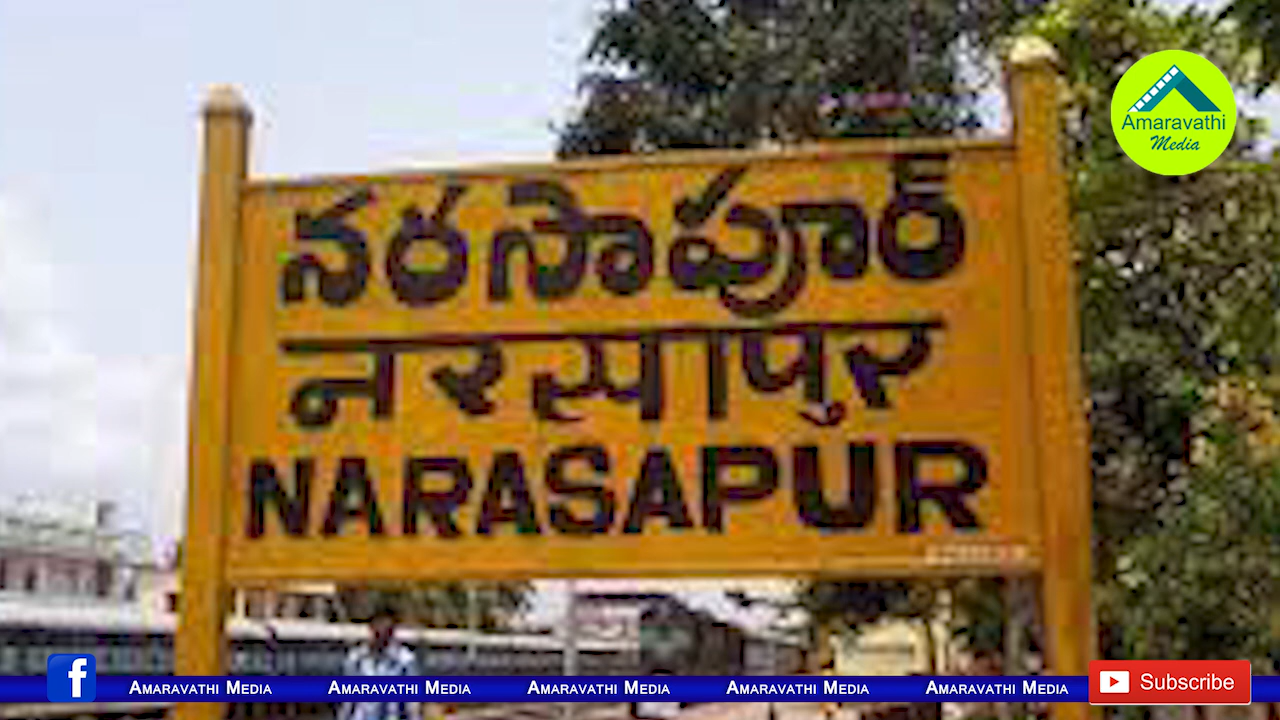 నరసాపూర్
नरसापुर
NARASAPUR
Amaravathi
Media
f AMARAVATHI MEDIA AMARAVATHI MEDIA AMARAVATHI MEDIA AMARAVATHI MEDIA AMARAVATHI MEDIA Subscribe